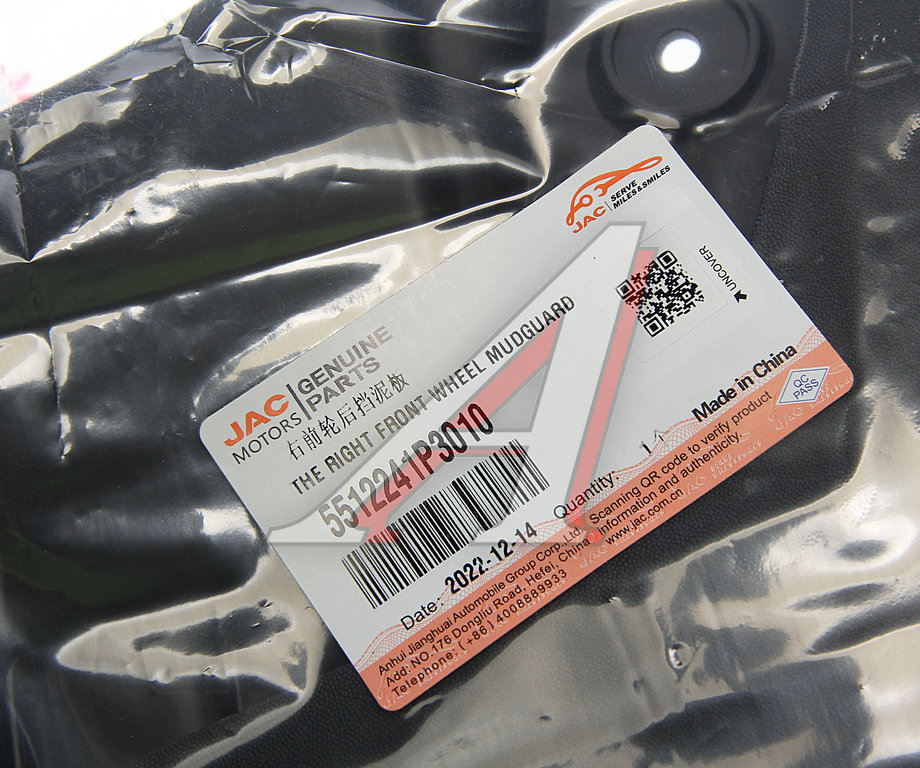 JAC
SERVE
MILES & SMILES
UNCOVER
JAC
MOTORS
GENUINE
PARTS
右前轮后挡泥板
THE RIGHT FRONT WHEEL MUDGUARD
5512241P3010
Date: 2022-12-14
Quantity: 1个
Made in China
QC
PASS
Anhui Jianghuai Automobile Group Corp.,Ltd.
Add: NO.176 Dongliu Road, Hefei, China
Telephone: (+86) 4008889933
Scanning QR code to verify product
information and authenticity.
www.jac.com.cn